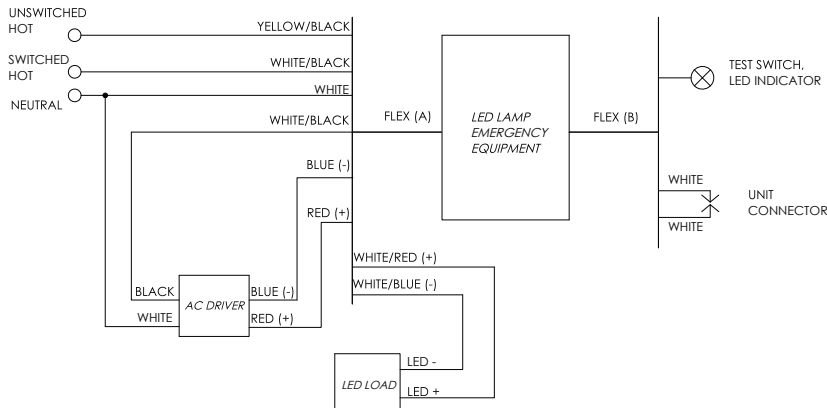 UNSWITCHED
HOT
YELLOW/BLACK
SWITCHED
HOT
WHITE/BLACK
NEUTRAL
WHITE
WHITE/BLACK
FLEX (A)
LED LAMP
EMERGENCY
EQUIPMENT
FLEX (B)
TEST SWITCH,
LED INDICATOR
BLUE (-)
WHITE
UNIT
CONNECTOR
RED (+)
WHITE
WHITE/RED (+)
WHITE/BLUE (-)
BLACK
AC DRIVER
BLUE (-)
WHITE
RED (+)
LED LOAD
LED -
LED +